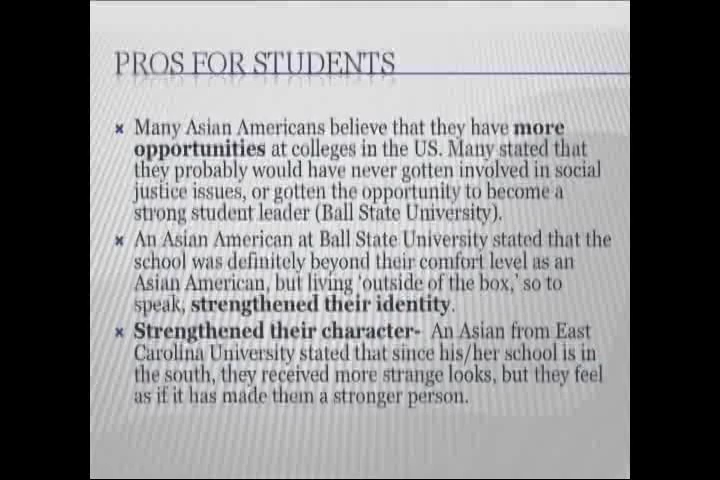 PROS FOR STUDENTS
Many Asian Americans believe that they have more
opportunities at colleges in the US. Many stated that
they probably would have never gotten involved in social
justice issues, or gotten the opportunity to become a
strong student leader (Ball State University).
An Asian American at Ball State University stated that the
school was definitely beyond their comfort level as an
Asian American, but living 'outside of the box,' so to
speak, strengthened their identity.
Strengthened their character- An Asian from East
Carolina University stated that since his/her school is in
the south, they received more strange looks, but they feel
as if it has made them a stronger person.